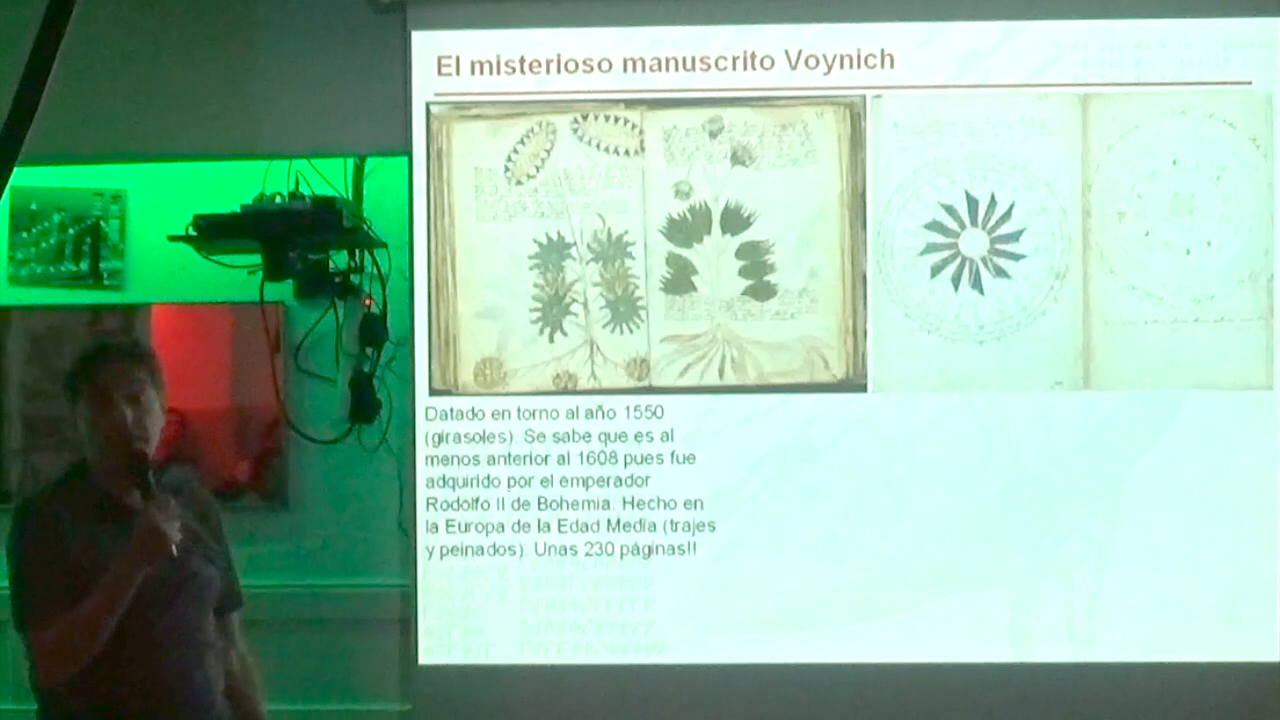 El misterioso manuscrito Voynich
Datado en torno al año 1550
(girasoles). Se sabe que es al
menos anterior al 1608 pues fue
adquirido por el emperador
Rodolfo II de Bohemia. Hecho en
la Europa de la Edad Media (trajes
y peinados). Unas 230 páginas!!